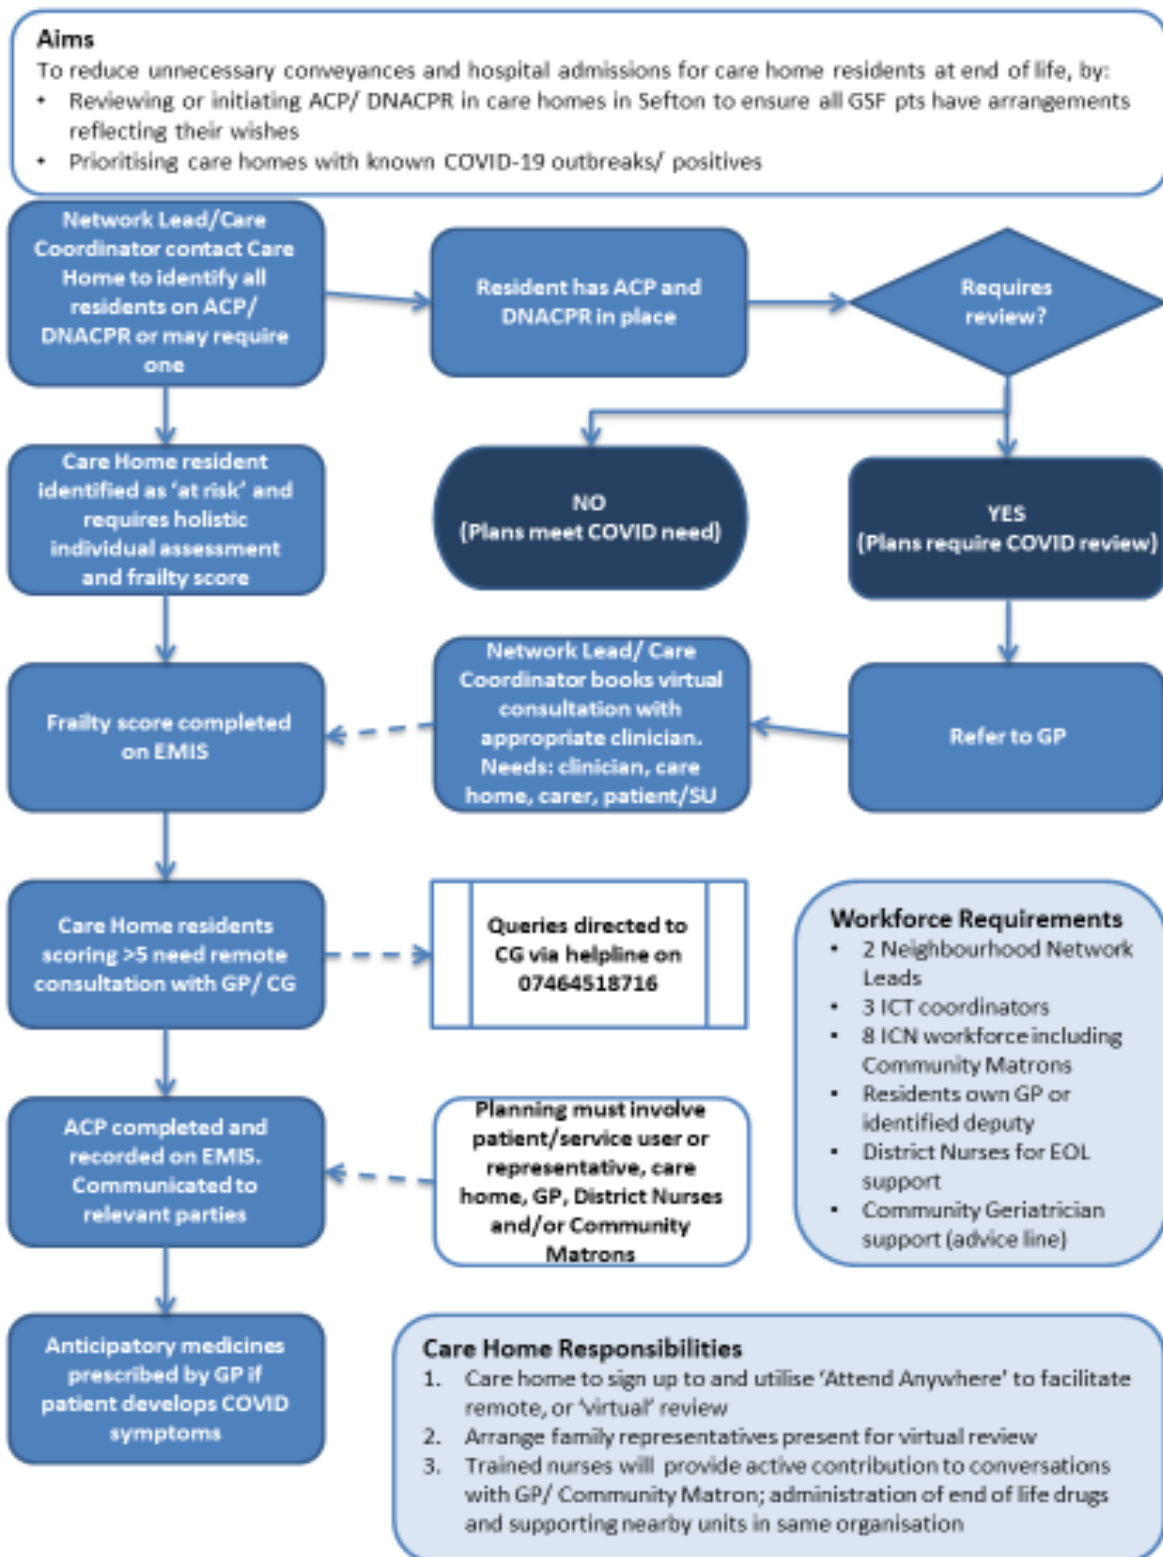 Aims
To reduce unnecessary conveyances and hospital admissions for care home residents at end of life, by:
• Reviewing or initiating ACP/ DNACPR in care homes in Sefton to ensure all GSF pts have arrangements
reflecting their wishes
• Prioritising care homes with known COVID-19 outbreaks/ positives
Network Lead/Care
Coordinator contact Care
Home to identify all
residents on ACP/
DNACPR or may require
one
Resident has ACP and
DNACPR in place
Requires
review?
Care Home resident
identified as ‘at risk’ and
requires holistic
individual assessment
and frailty score
NO
(Plans meet COVID need)
YES
(Plans require COVID review)
Frailty score completed
on EMIS
Network Lead/ Care
Coordinator books virtual
consultation with
appropriate clinician.
Needs: clinician, care
home, carer, patient/SU
Refer to GP
Care Home residents
scoring >5 need remote
consultation with GP/ CG
Queries directed to
CG via helpline on
07464518716
Workforce Requirements
• 2 Neighbourhood Network
Leads
• 3 ICT coordinators
• 8 ICN workforce including
Community Matrons
• Residents own GP or
identified deputy
• District Nurses for EOL
support
• Community Geriatrician
support (advice line)
ACP completed and
recorded on EMIS.
Communicated to
relevant parties
Planning must involve
patient/service user or
representative, care
home, GP, District Nurses
and/or Community
Matrons
Anticipatory medicines
prescribed by GP if
patient develops COVID
symptoms
Care Home Responsibilities
1. Care home to sign up to and utilise ‘Attend Anywhere’ to facilitate
remote, or ‘virtual’ review
2. Arrange family representatives present for virtual review
3. Trained nurses will provide active contribution to conversations
with GP/ Community Matron; administration of end of life drugs
and supporting nearby units in same organisation